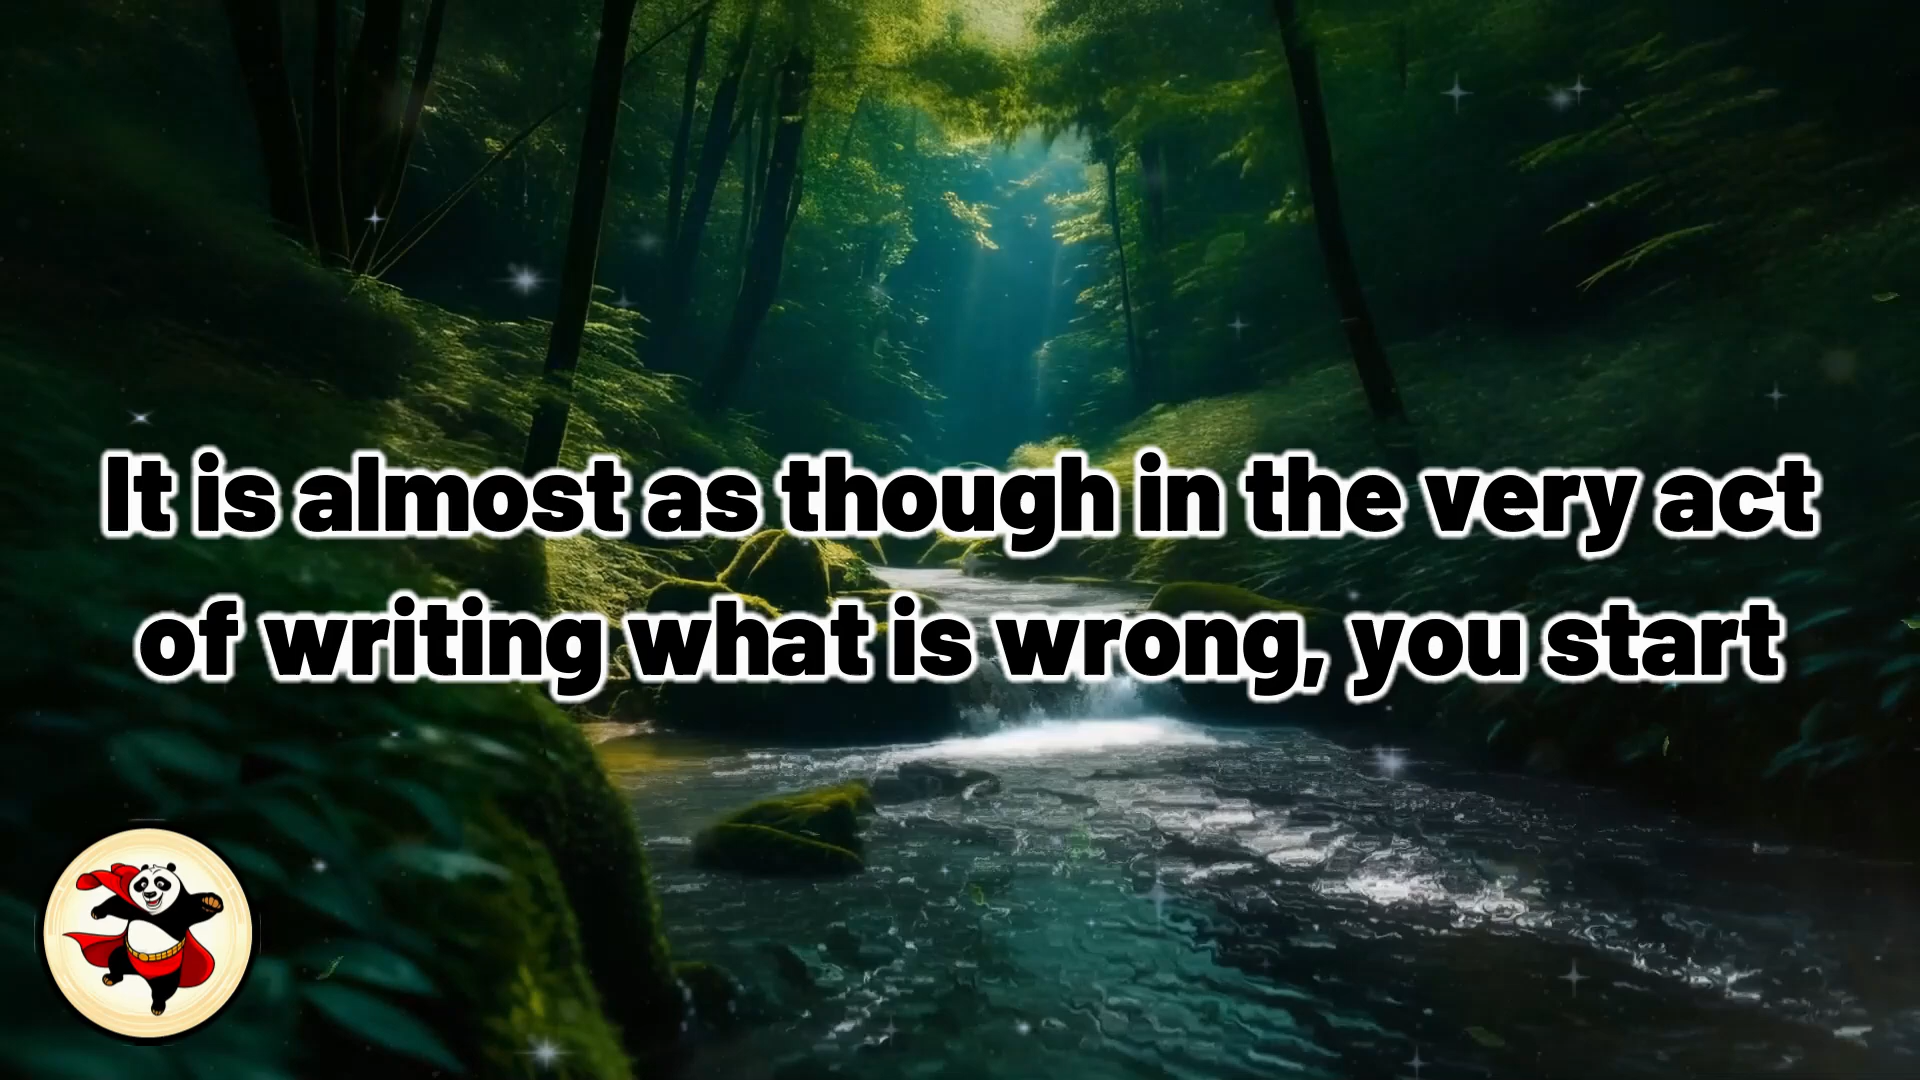 It is almost as though in the very act
of writing what is wrong, you start